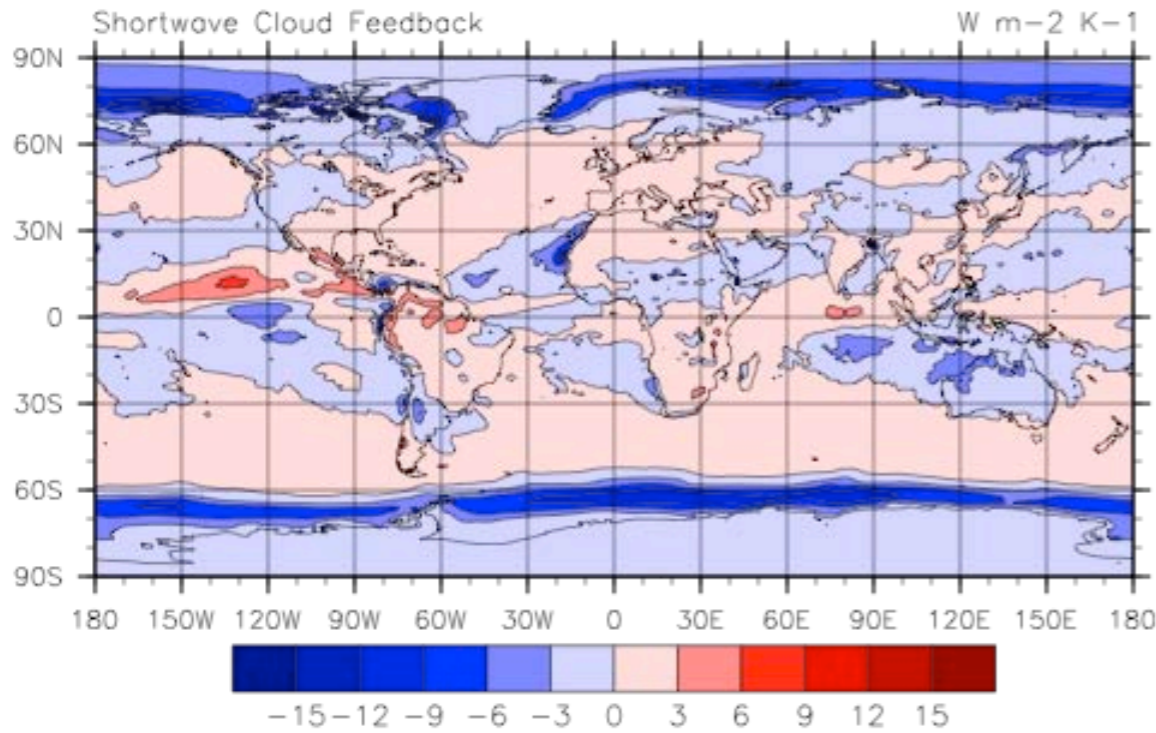 Shortwave Cloud Feedback W m-2 K-1
90N
60N
30N
0
30S
60S
90S
180 150W 120W 90W 60W 30W 0 30E 60E 90E 120E 150E 180
-15 -12 -9 -6 -3 0 3 6 9 12 15